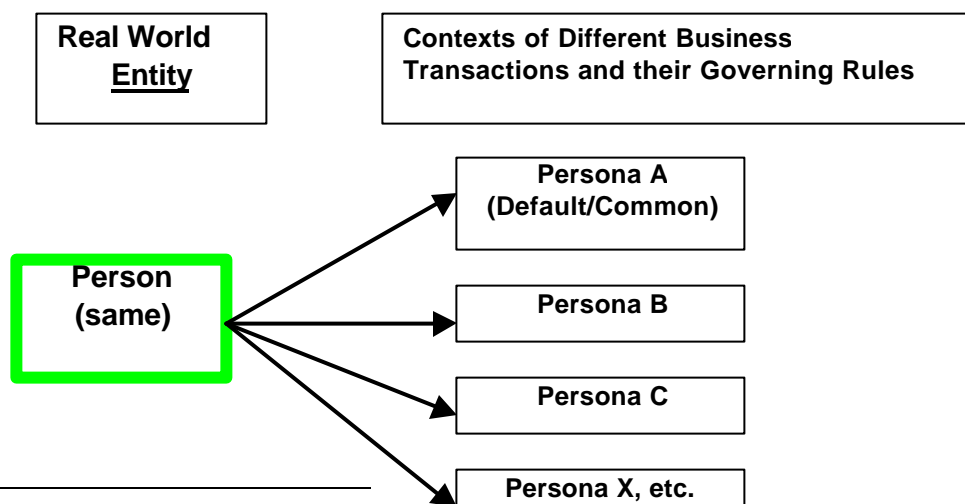 Real World
Entity
Contexts of Different Business
Transactions and their Governing Rules
Persona A
(Default/Common)
Person
(same)
Persona B
Persona C
Persona X, etc.